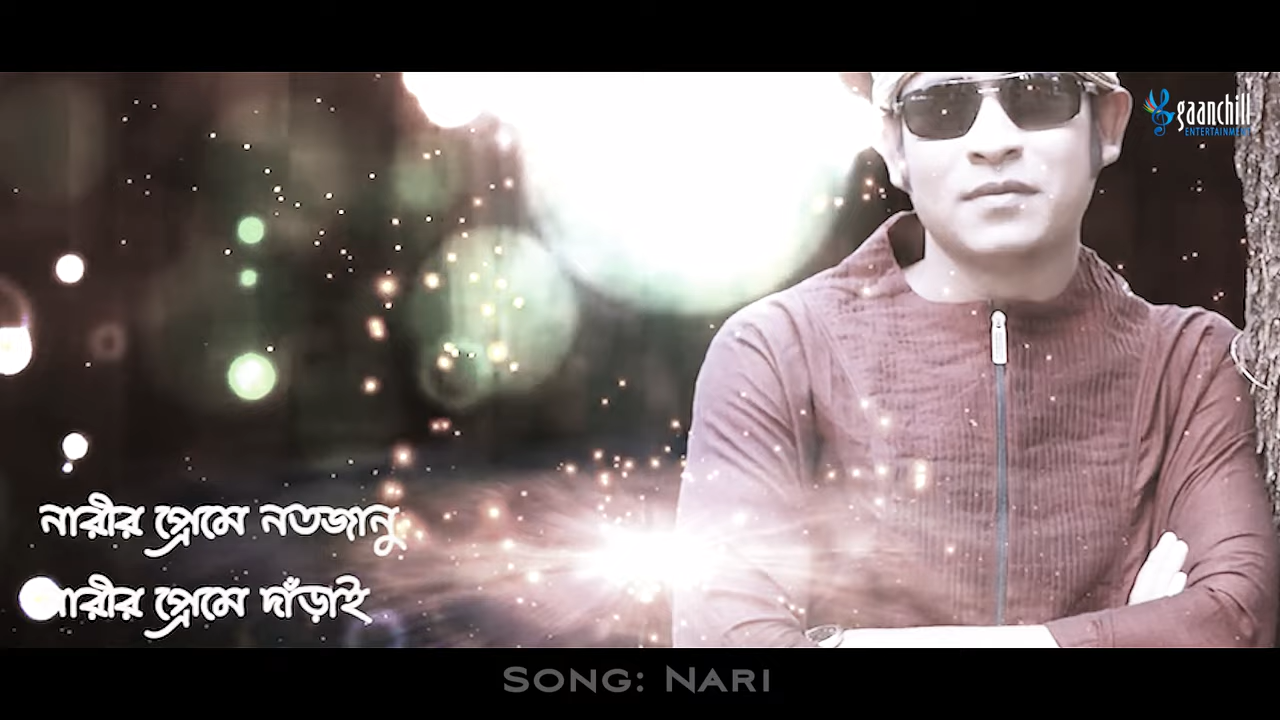 gaanchill
ENTERTAINMENT
নারীর প্রেমে নতজানু
নারীর প্রেমে দাঁড়াই
SONG: NARI